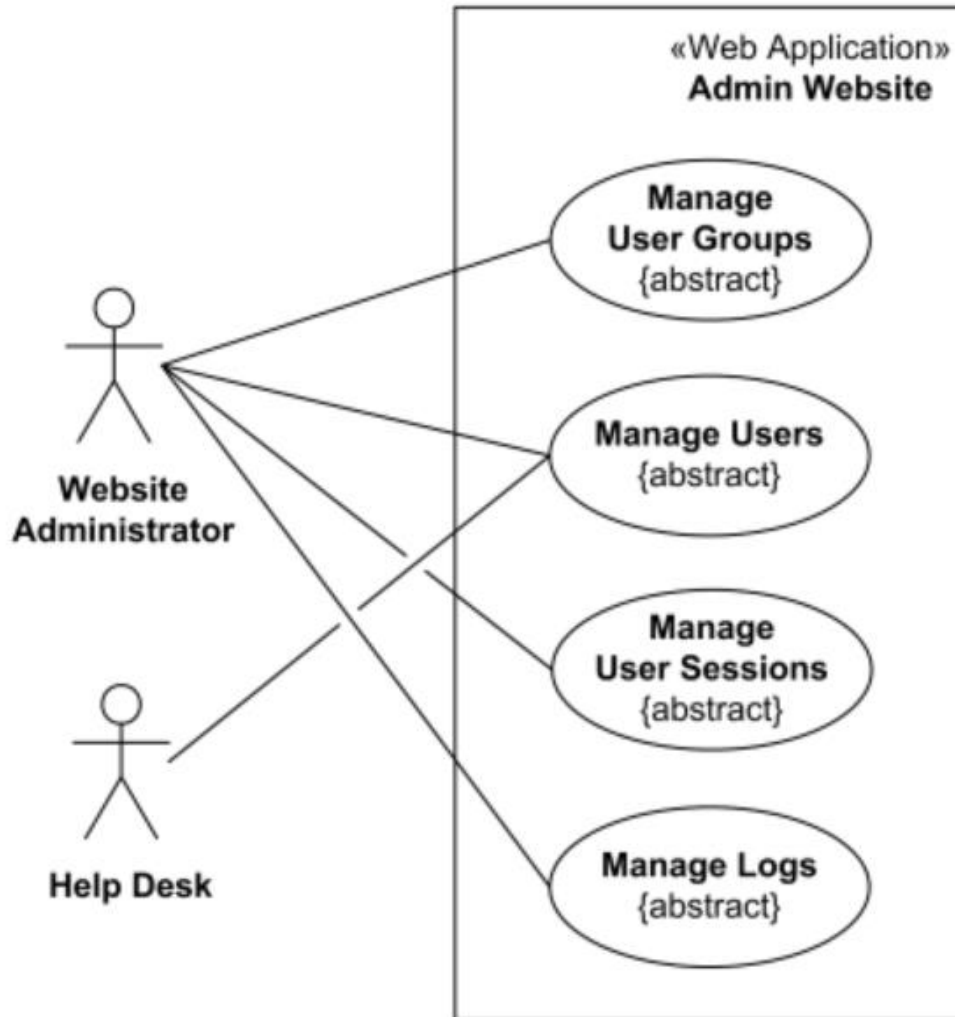 «Web Application»
Admin Website
Manage
User Groups
{abstract}
Manage Users
{abstract}
Website
Administrator
Manage
User Sessions
{abstract}
Help Desk
Manage Logs
{abstract}